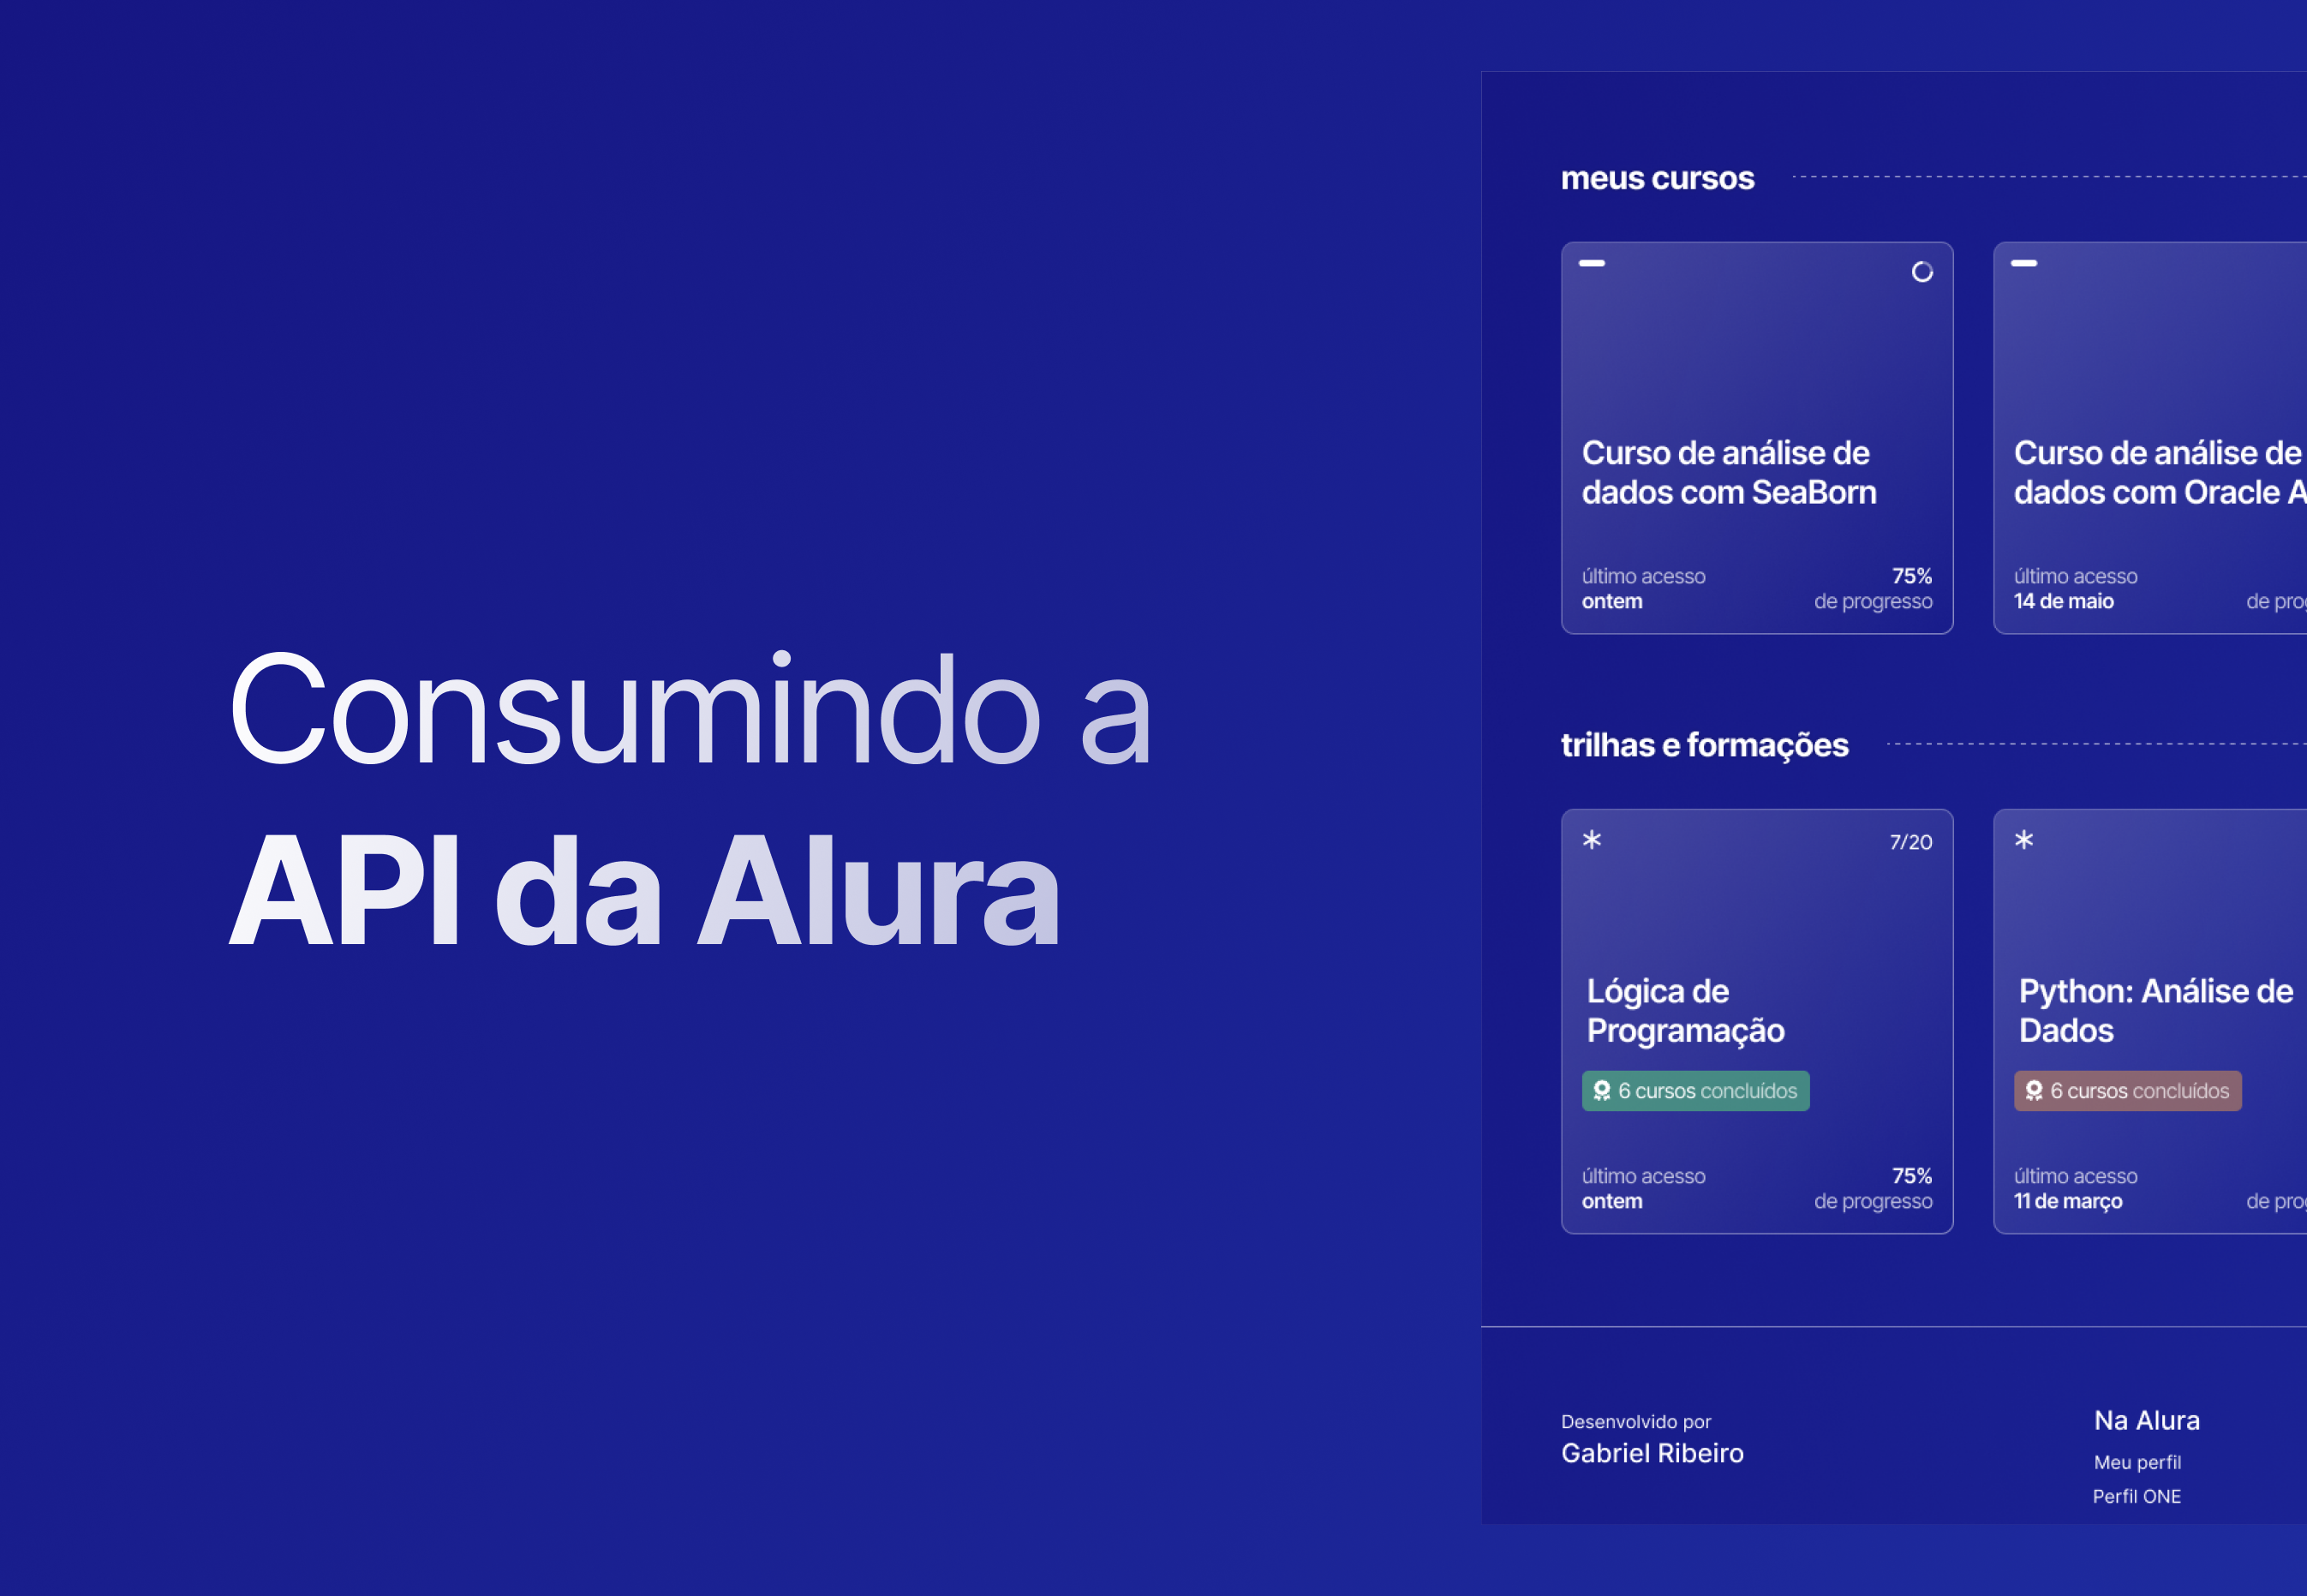 Consumindo a
API da Alura
meus cursos
Curso de análise de
dados com SeaBorn
último acesso
ontem
75%
de progresso
Curso de análise de
dados com Oracle
último acesso
14 de maio
de
trilhas e formações
7/20
Lógica de
Programação
6 cursos concluídos
último acesso
ontem
75%
de progresso
Python: Análise de
Dados
6 cursos concluídos
último acesso
11 de março
de
Desenvolvido por
Gabriel Ribeiro
Na Alura
Meu perfil
Perfil ONE